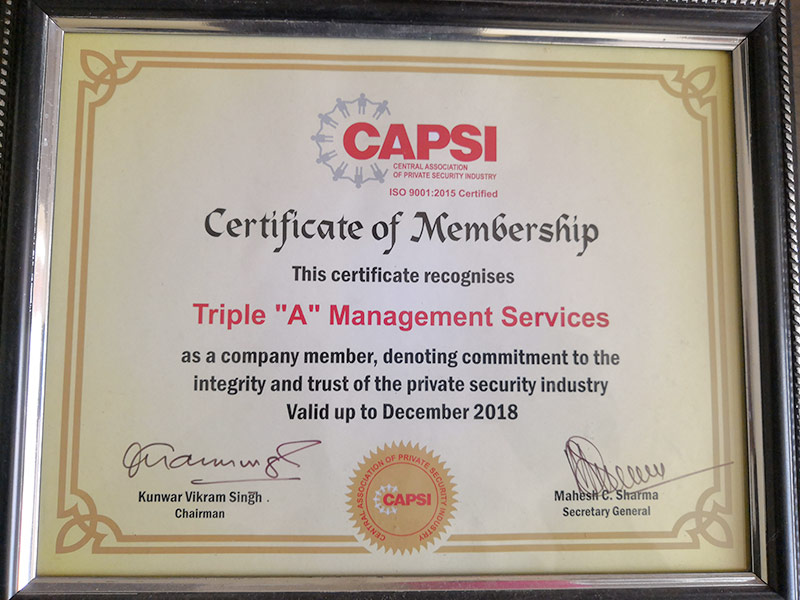 CAPSI
CENTRAL ASSOCIATION
OF PRIVATE SECURITY INDUSTRY
ISO 9001:2015 Certified
Certificate of Membership
This certificate recognises
Triple "A" Management Services
as a company member, denoting commitment to the
integrity and trust of the private security industry
Valid up to December 2018
Kunwar Vikram Singh
Chairman
CENTRAL ASSOCIATION OF PRIVATE SECURITY INDUSTRY
CAPSI
Mahesh C. Sharma
Secretary General